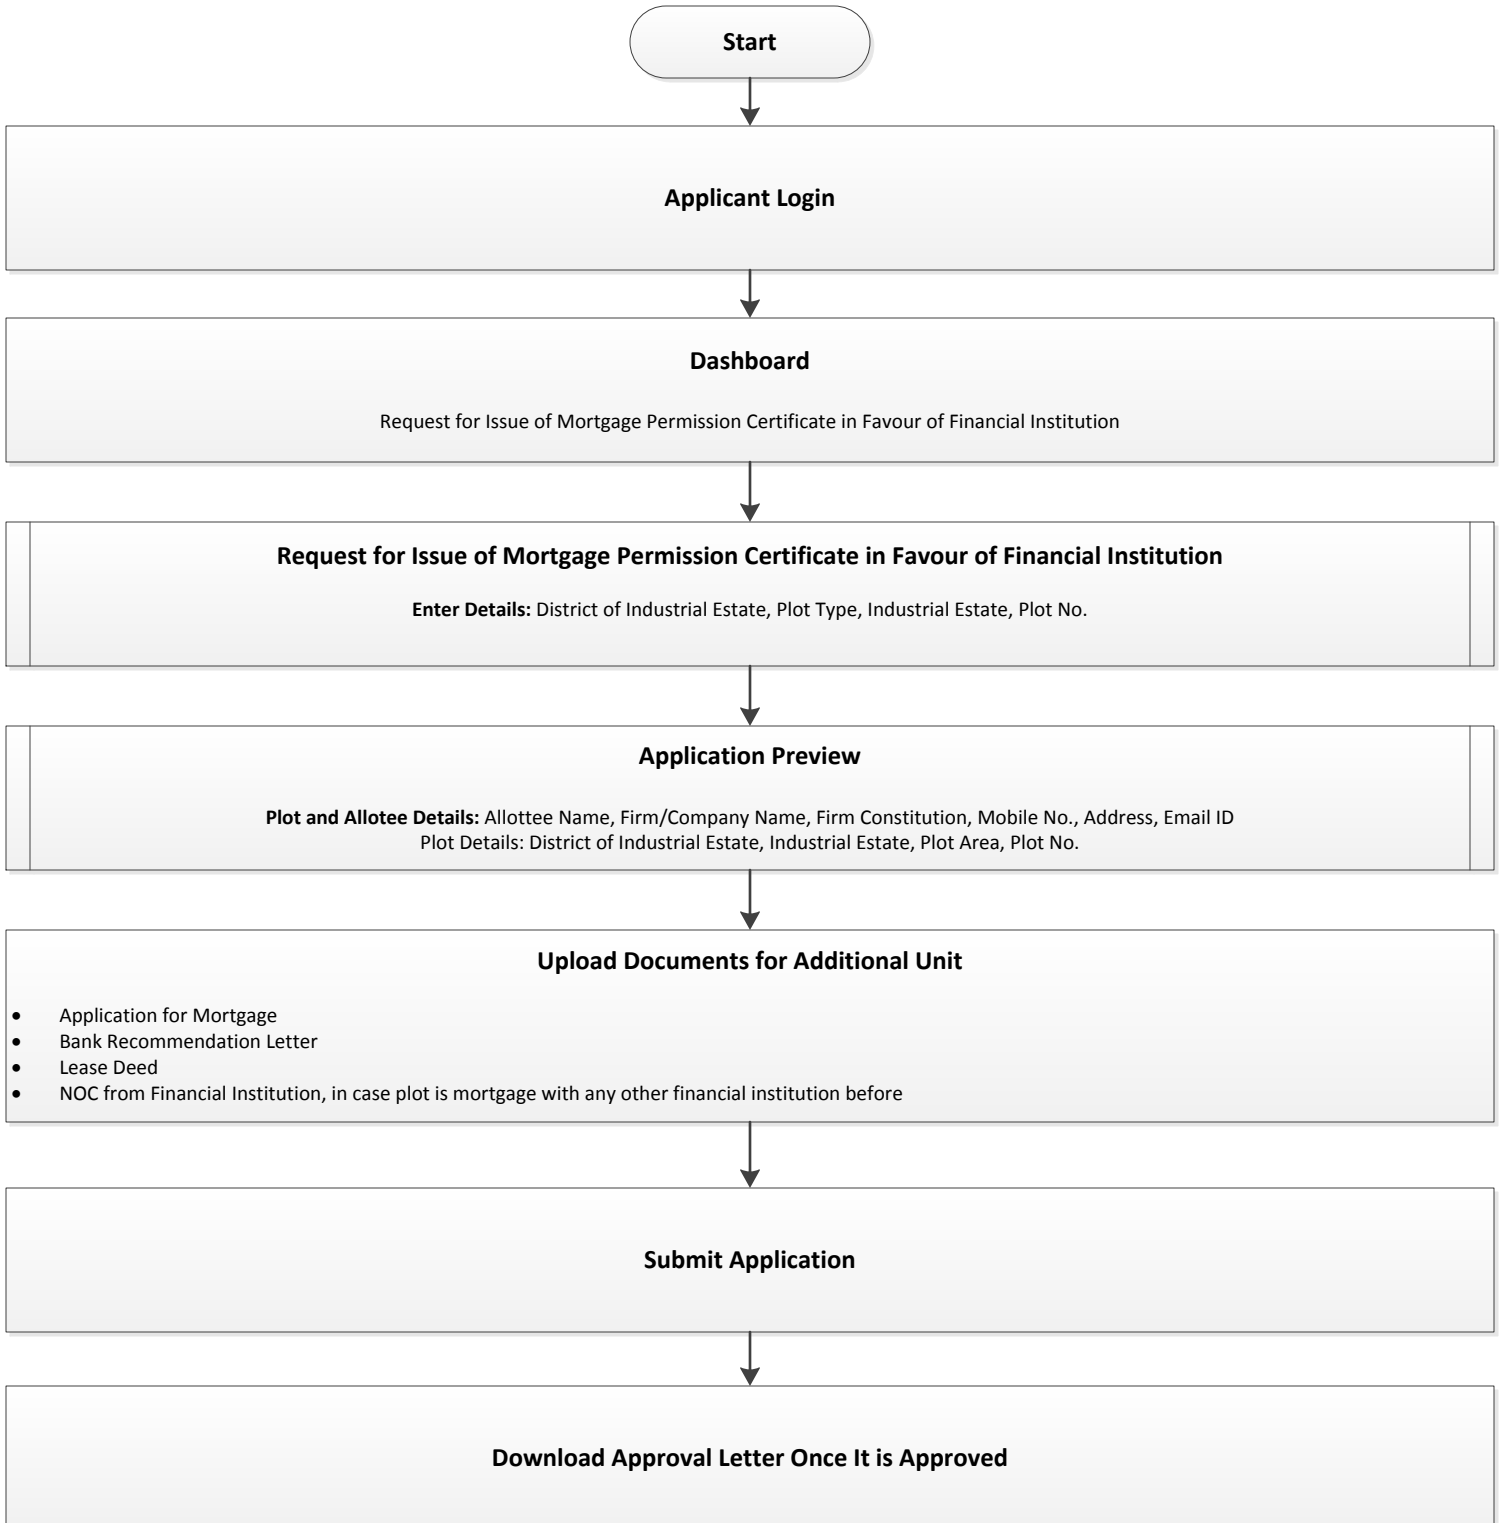 Start
Applicant Login
Dashboard
Request for Issue of Mortgage Permission Certificate in Favour of Financial Institution
Request for Issue of Mortgage Permission Certificate in Favour of Financial Institution
Enter Details: District of Industrial Estate, Plot Type, Industrial Estate, Plot No.
Application Preview
Plot and Allotee Details: Allottee Name, Firm/Company Name, Firm Constitution, Mobile No., Address, Email ID
Plot Details: District of Industrial Estate, Industrial Estate, Plot Area, Plot No.
Upload Documents for Additional Unit
• Application for Mortgage
• Bank Recommendation Letter
• Lease Deed
• NOC from Financial Institution, in case plot is mortgage with any other financial institution before
Submit Application
Download Approval Letter Once It is Approved